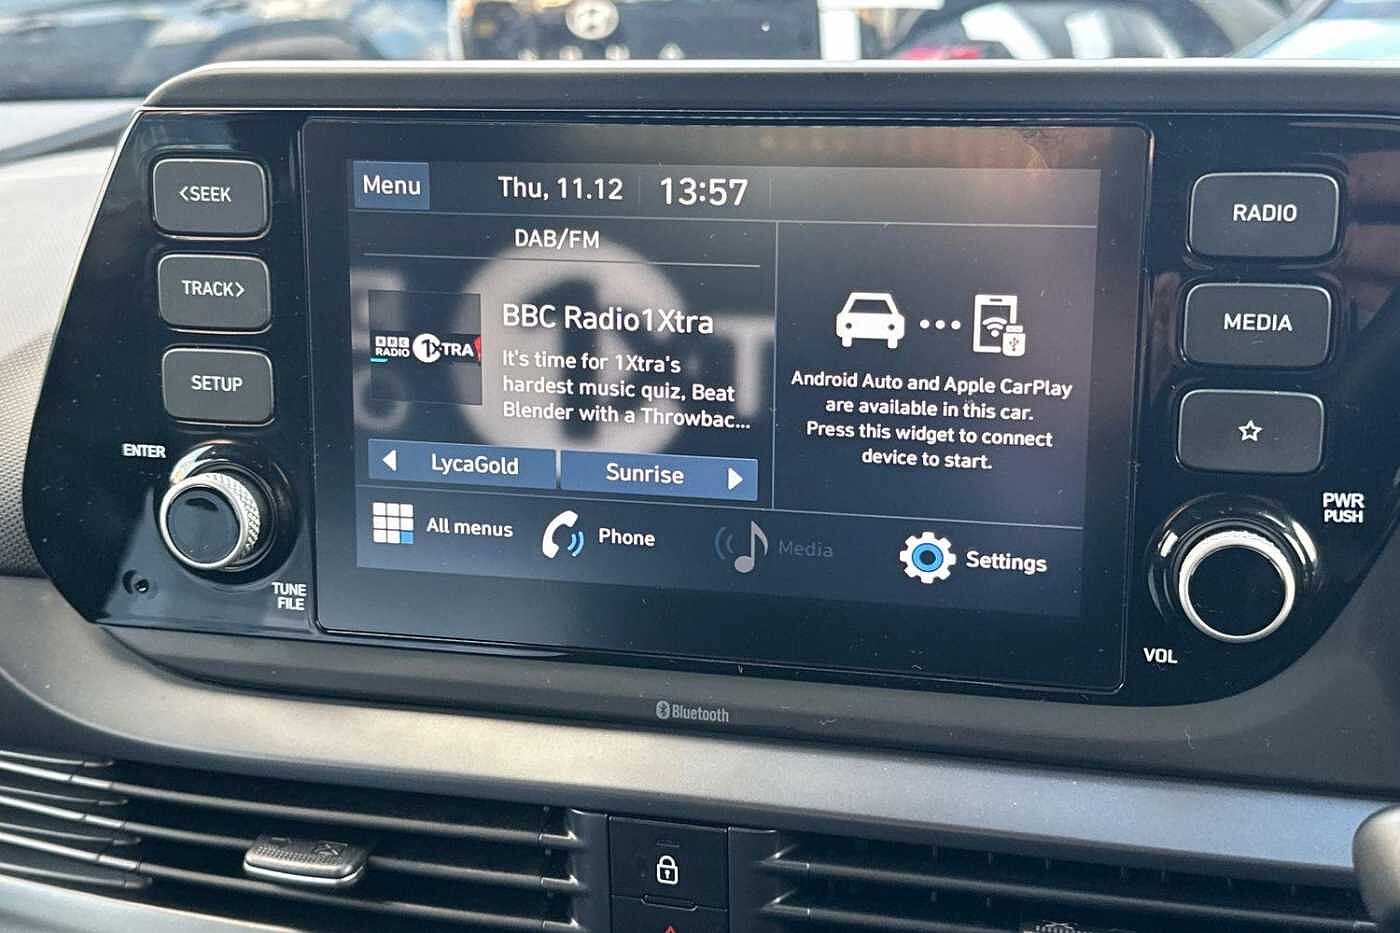 <SEEK
TRACK>
SETUP
ENTER
TUNE
FILE
Menu
Thu, 11.12
13:57
DAB/FM
BBC
RADIO
1XTRA
BBC Radio1Xtra
It's time for 1Xtra's
hardest music quiz, Beat
Blender with a Throwbac...
LycaGold
Sunrise
Android Auto and Apple CarPlay
are available in this car.
Press this widget to connect
device to start.
All menus
Phone
Media
Settings
RADIO
MEDIA
PWR
PUSH
VOL
Bluetooth